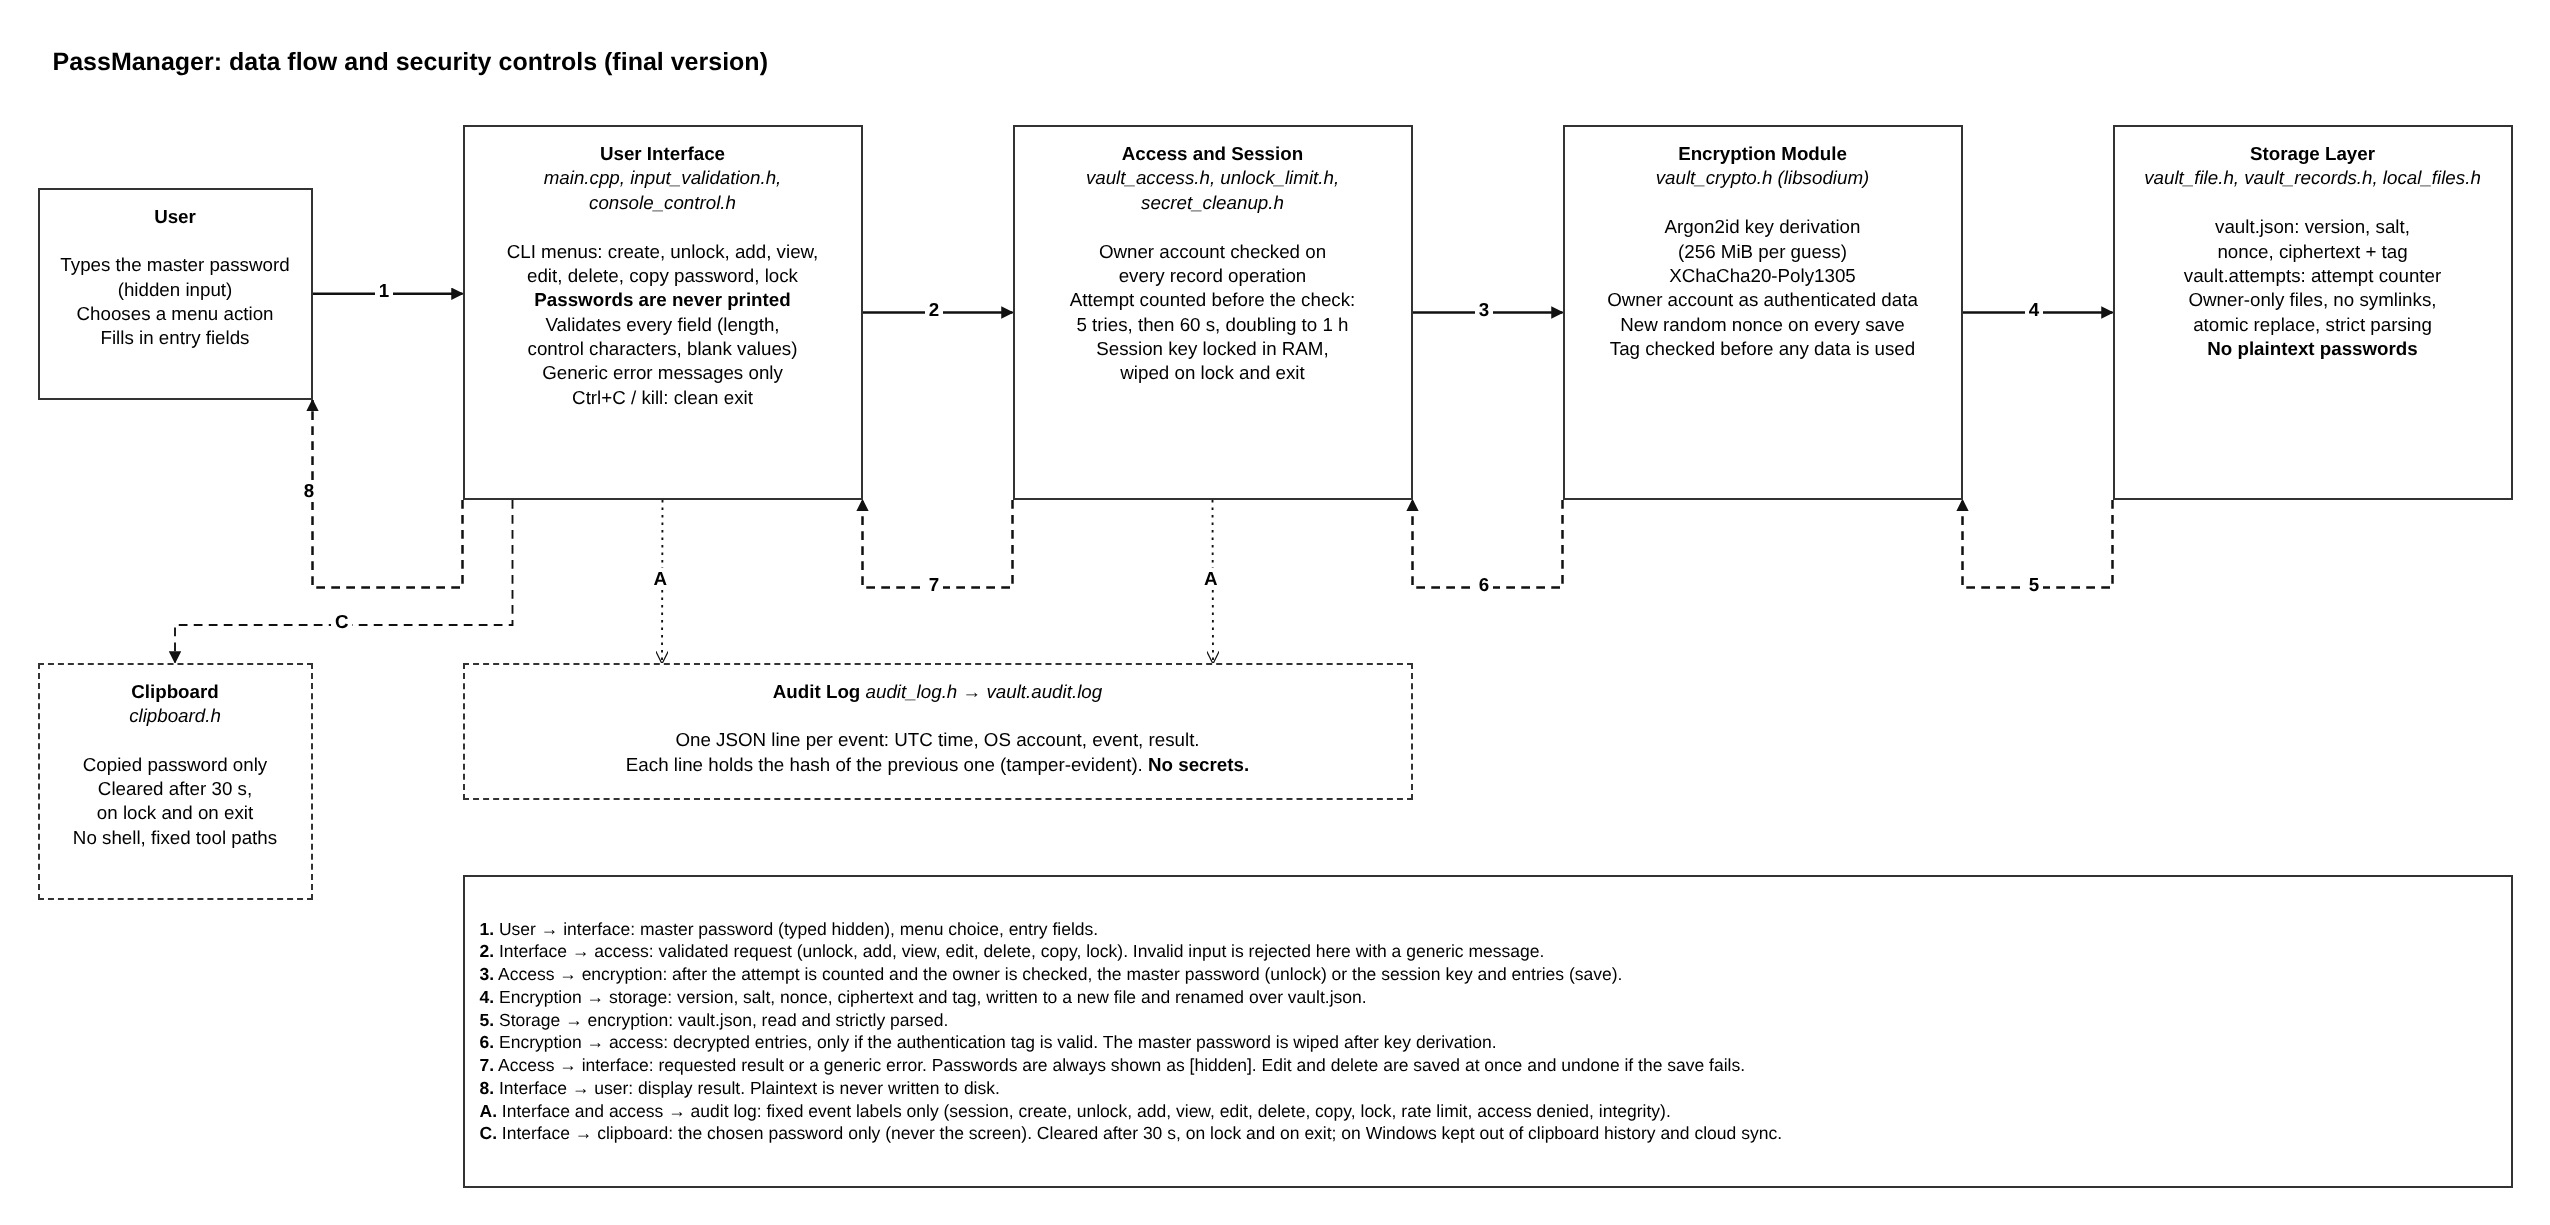 PassManager: data flow and security controls (final version)
User
Types the master password
(hidden input)
Chooses a menu action
Fills in entry fields
1
User Interface
main.cpp, input_validation.h,
console_control.h
CLI menus: create, unlock, add, view,
edit, delete, copy password, lock
Passwords are never printed
Validates every field (length,
control characters, blank values)
Generic error messages only
Ctrl+C / kill: clean exit
2
Access and Session
vault_access.h, unlock_limit.h,
secret_cleanup.h
Owner account checked on
every record operation
Attempt counted before the check:
5 tries, then 60 s, doubling to 1 h
Session key locked in RAM,
wiped on lock and exit
3
Encryption Module
vault_crypto.h (libsodium)
Argon2id key derivation
(256 MiB per guess)
XChaCha20-Poly1305
Owner account as authenticated data
New random nonce on every save
Tag checked before any data is used
4
Storage Layer
vault_file.h, vault_records.h, local_files.h
vault.json: version, salt,
nonce, ciphertext + tag
vault.attempts: attempt counter
Owner-only files, no symlinks,
atomic replace, strict parsing
No plaintext passwords
8
A
7
A
6
5
C
Clipboard
clipboard.h
Copied password only
Cleared after 30 s,
on lock and on exit
No shell, fixed tool paths
Audit Log audit_log.h → vault.audit.log
One JSON line per event: UTC time, OS account, event, result.
Each line holds the hash of the previous one (tamper-evident). No secrets.
1. User → interface: master password (typed hidden), menu choice, entry fields.
2. Interface → access: validated request (unlock, add, view, edit, delete, copy, lock). Invalid input is rejected here with a generic message.
3. Access → encryption: after the attempt is counted and the owner is checked, the master password (unlock) or the session key and entries (save).
4. Encryption → storage: version, salt, nonce, ciphertext and tag, written to a new file and renamed over vault.json.
5. Storage → encryption: vault.json, read and strictly parsed.
6. Encryption → access: decrypted entries, only if the authentication tag is valid. The master password is wiped after key derivation.
7. Access → interface: requested result or a generic error. Passwords are always shown as [hidden]. Edit and delete are saved at once and undone if the save fails.
8. Interface → user: display result. Plaintext is never written to disk.
A. Interface and access → audit log: fixed event labels only (session, create, unlock, add, view, edit, delete, copy, lock, rate limit, access denied, integrity).
C. Interface → clipboard: the chosen password only (never the screen). Cleared after 30 s, on lock and on exit; on Windows kept out of clipboard history and cloud sync.